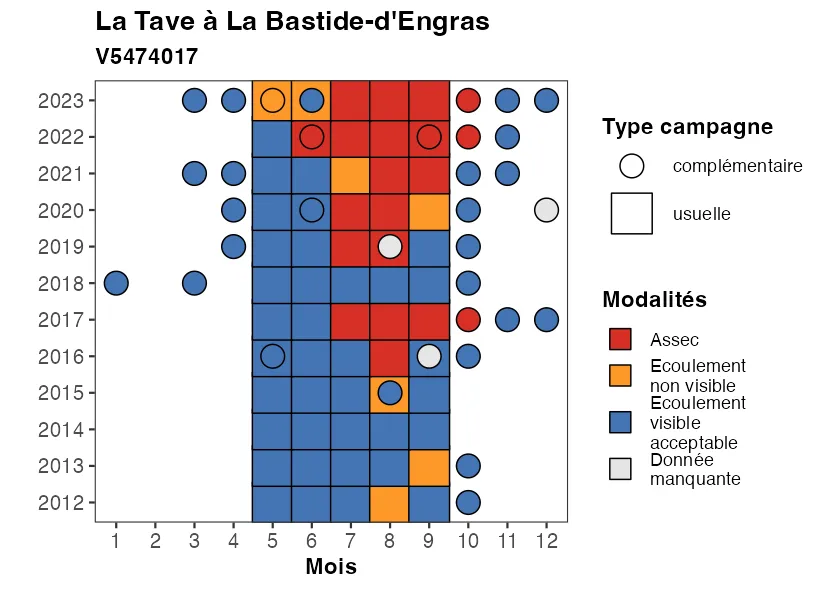 La Tave à La Bastide-d'Engras
V5474017
2023
2022
2021
2020
2019
2018
2017
2016
2015
2014
2013
2012
1 2 3 4 5 6 7 8 9 10 11 12
Mois
Type campagne
complémentaire
usuelle
Modalités
Assec
Ecoulement
non visible
Ecoulement
visible
acceptable
Donnée
manquante